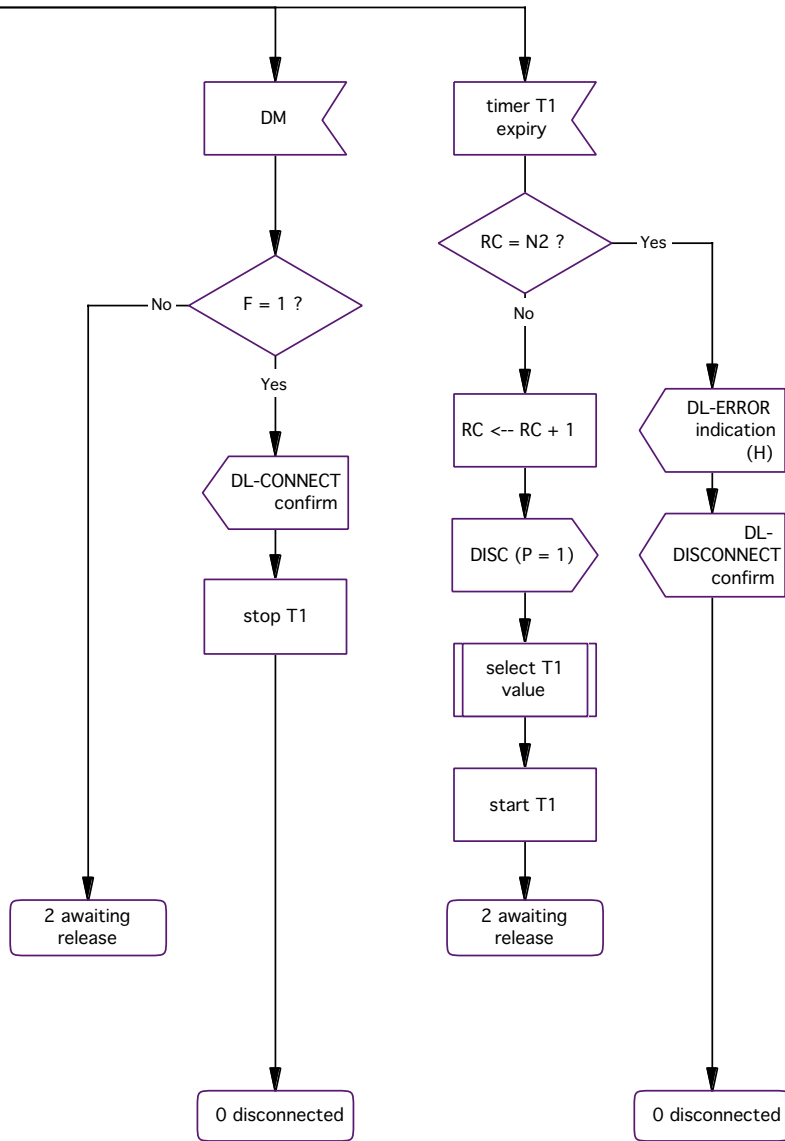 DM
timer T1
expiry
RC = N2 ?
Yes
No
F = 1 ?
No
Yes
DL-CONNECT
confirm
stop T1
RC <-- RC + 1
DISC (P = 1)
select T1
value
start T1
DL-ERROR
indication
(H)
DL-
DISCONNECT
confirm
2 awaiting
release
2 awaiting
release
0 disconnected
0 disconnected